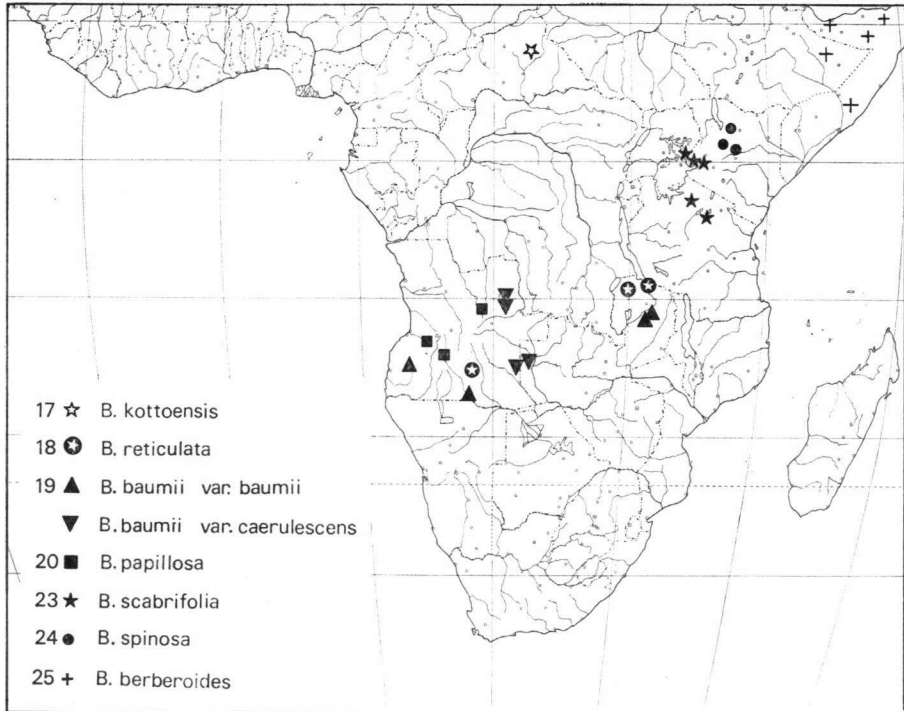 17 ☆ B. kottoensis
18 ✪ B. reticulata
19 ▲ B. baumii var. baumii
▼ B. baumii var. caerulescens
20 ■ B. papillosa
23 ★ B. scabrifolia
24 ● B. spinosa
25 + B. berberoides